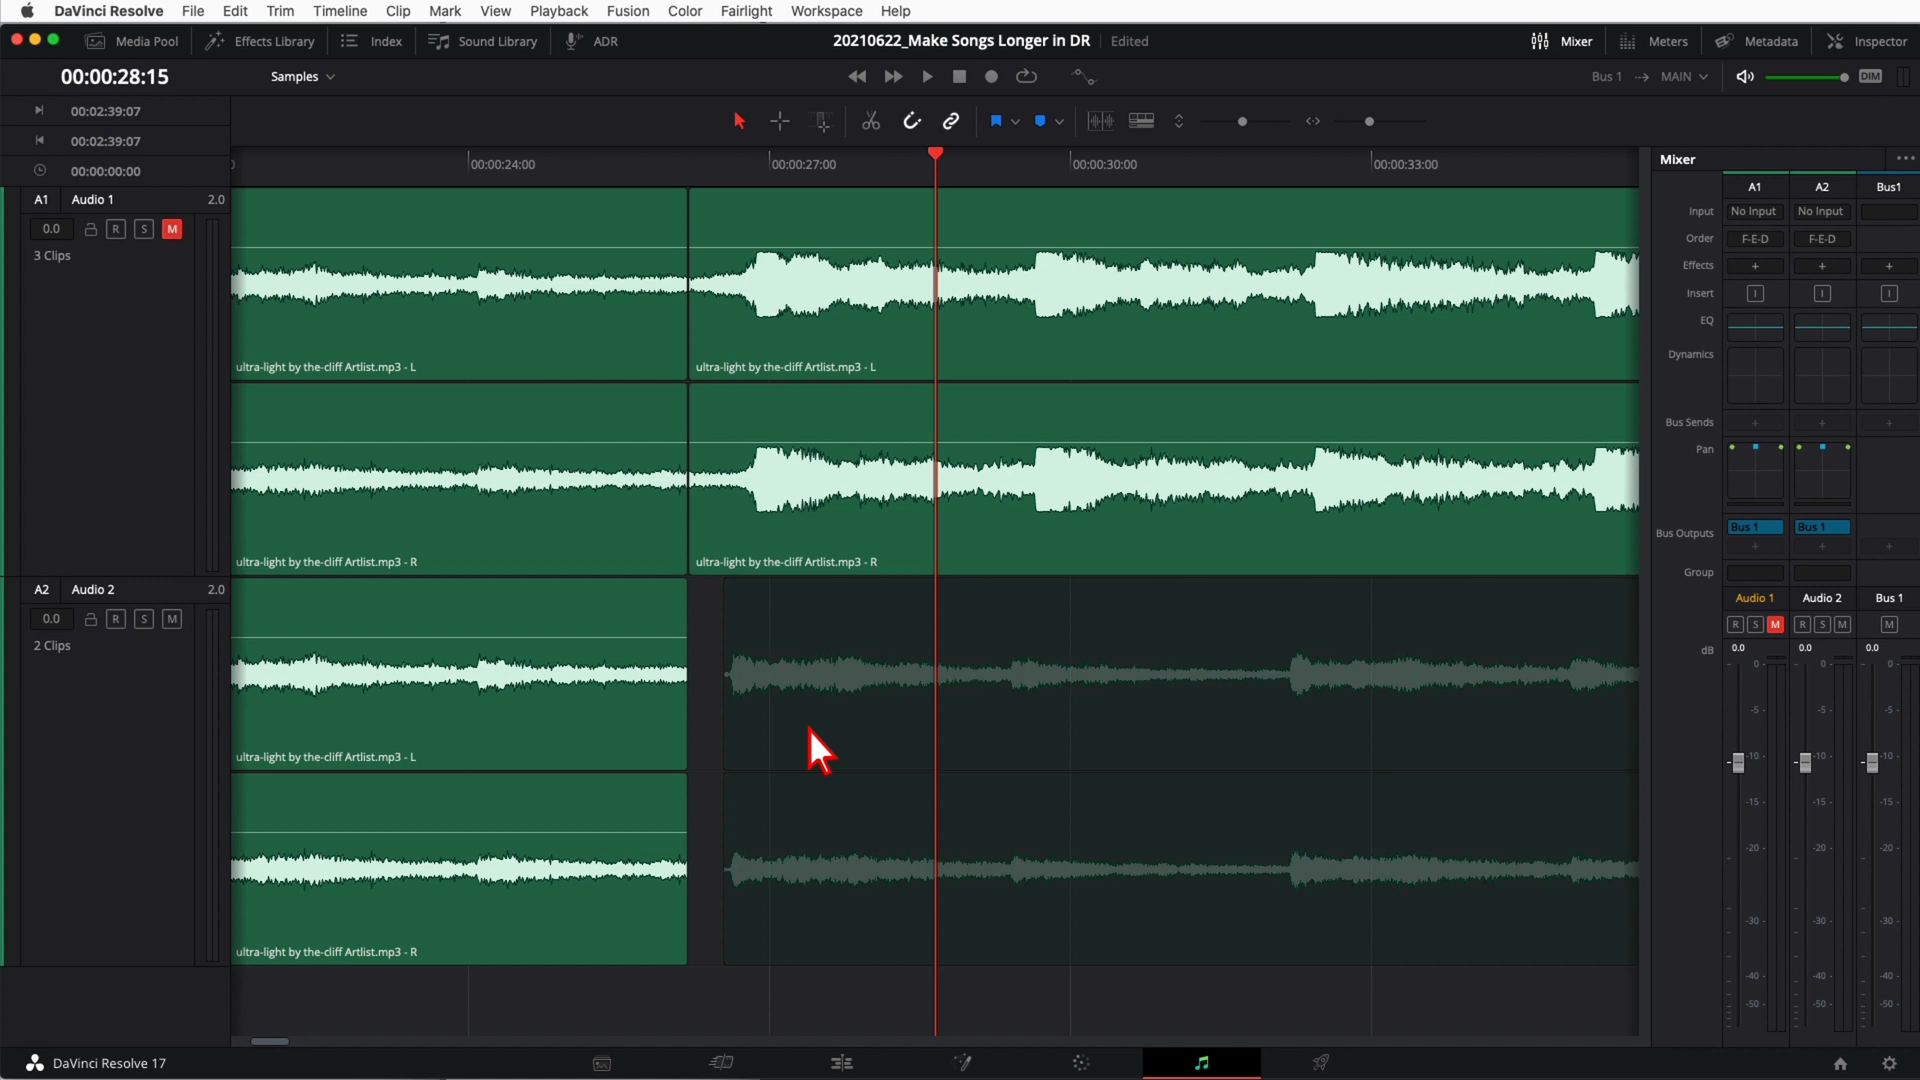 DaVinci Resolve File Edit Trim Timeline Clip Mark View Playback Fusion Color Fairlight Workspace Help
Media Pool Effects Library Index Sound Library ADR 20210622_Make Songs Longer in DR Edited Mixer Meters Metadata Inspector
00:00:28:15 Samples Bus 1 MAIN DIM
00:02:39:07
00:02:39:07
00:00:00:00
00:00:24:00 00:00:27:00 00:00:30:00 00:00:33:00
Mixer
A1 Audio 1 2.0
0.0 R S M
3 Clips
ultra-light by the-cliff Artlist.mp3 - L ultra-light by the-cliff Artlist.mp3 - L
ultra-light by the-cliff Artlist.mp3 - R ultra-light by the-cliff Artlist.mp3 - R
A2 Audio 2 2.0
0.0 R S M
2 Clips
ultra-light by the-cliff Artlist.mp3 - L
ultra-light by the-cliff Artlist.mp3 - R
A1 A2 Bus1
Input No Input No Input
Order F-E-D F-E-D
Effects + + +
Insert I I I
EQ
Dynamics
Bus Sends + + +
Pan
Bus Outputs Bus 1 Bus 1
+ + +
Group
Audio 1 Audio 2 Bus 1
R S M R S M M
dB 0.0 0.0 0.0
0- 0- 0-
-5- -5- -5-
-10- -10- -10-
-15- -15- -15-
-20- -20- -20-
-30- -30- -30-
-40- -40- -40-
-50- -50- -50-
DaVinci Resolve 17